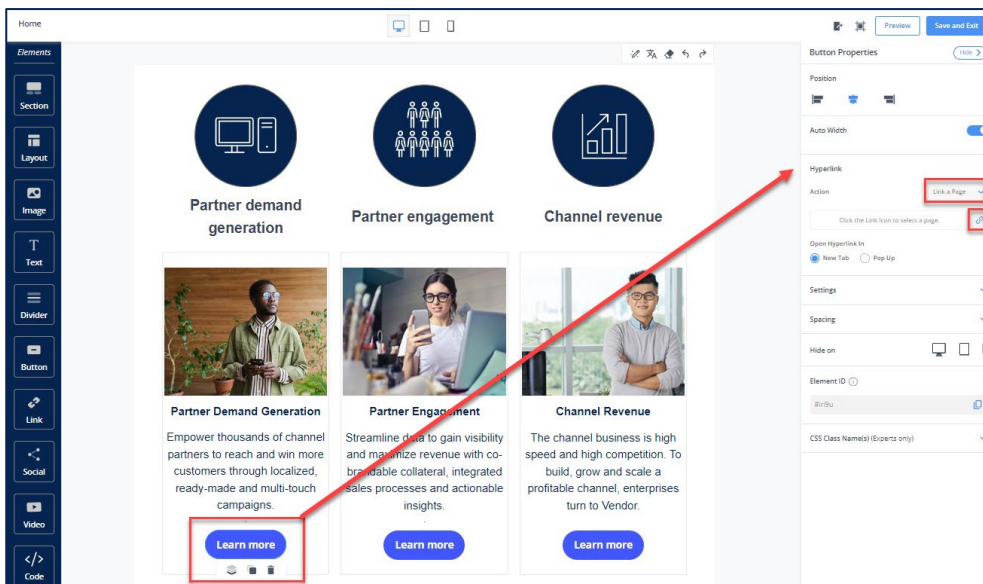 Home
Preview
Save and Exit
Elements
Section
Layout
Image
Text
Divider
Button
Link
Social
Video
Code
Partner demand
generation
Partner engagement
Channel revenue
Partner Demand Generation
Empower thousands of channel
partners to reach and win more
customers through localized,
ready-made and multi-touch
campaigns.
Learn more
Partner Engagement
Streamline data to gain visibility
and maximize revenue with co-
brandable collateral, integrated
sales processes and actionable
insights.
.
Learn more
Channel Revenue
The channel business is high
speed and high competition. To
build, grow and scale a
profitable channel, enterprises
turn to Vendor.
Learn more
Button Properties
Hide
Position
Auto Width
Hyperlink
Action
Link a Page
Click the Link Icon to select a page.
Open Hyperlink In
New Tab
Pop Up
Settings
Spacing
Hide on
Element ID
CSS Class Name(s) (Experts only)